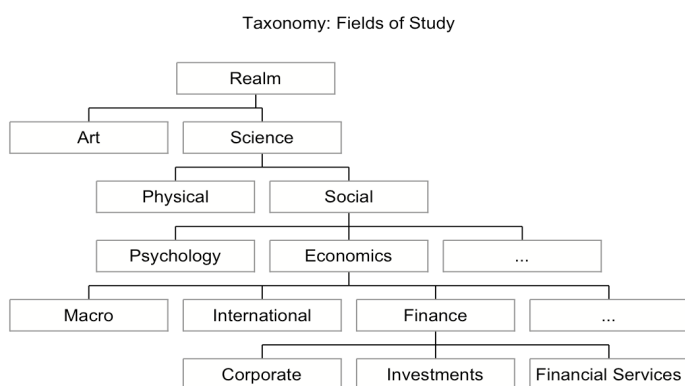 Taxonomy: Fields of Study
Realm
Art
Science
Physical
Social
Psychology
Economics
...
Macro
International
Finance
...
Corporate
Investments
Financial Services